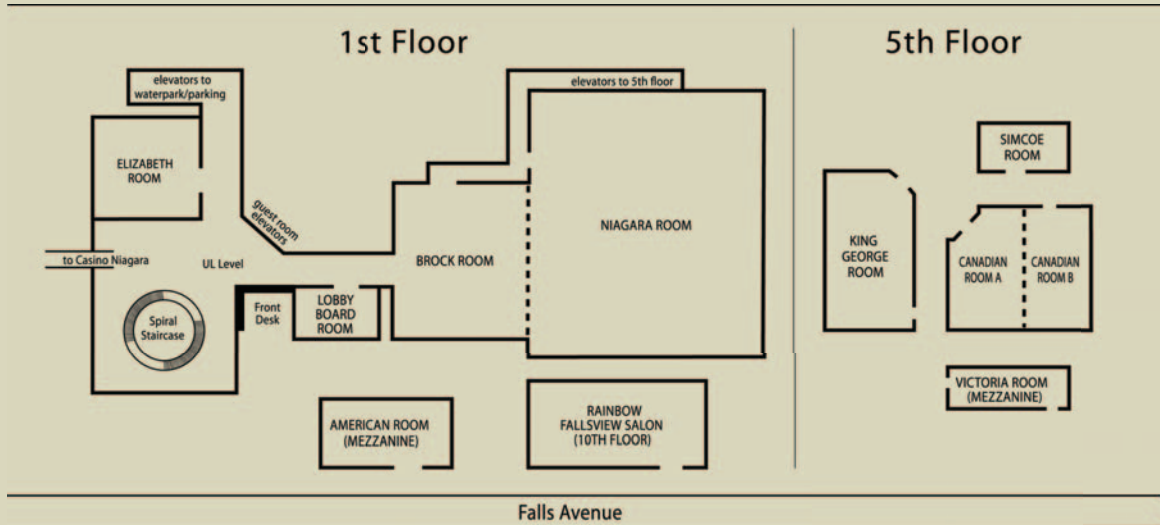 1st Floor
5th Floor
elevators to
waterpark/parking
elevators to 5th floor
ELIZABETH
ROOM
guest room
elevators
NIAGARA ROOM
to Casino Niagara
UL Level
BROCK ROOM
Spiral
Staircase
Front
Desk
LOBBY
BOARD
ROOM
AMERICAN ROOM
(MEZZANINE)
RAINBOW
FALLSVIEW SALON
(10TH FLOOR)
SIMCOE
ROOM
KING
GEORGE
ROOM
CANADIAN
ROOM A
CANADIAN
ROOM B
VICTORIA ROOM
(MEZZANINE)
Falls Avenue